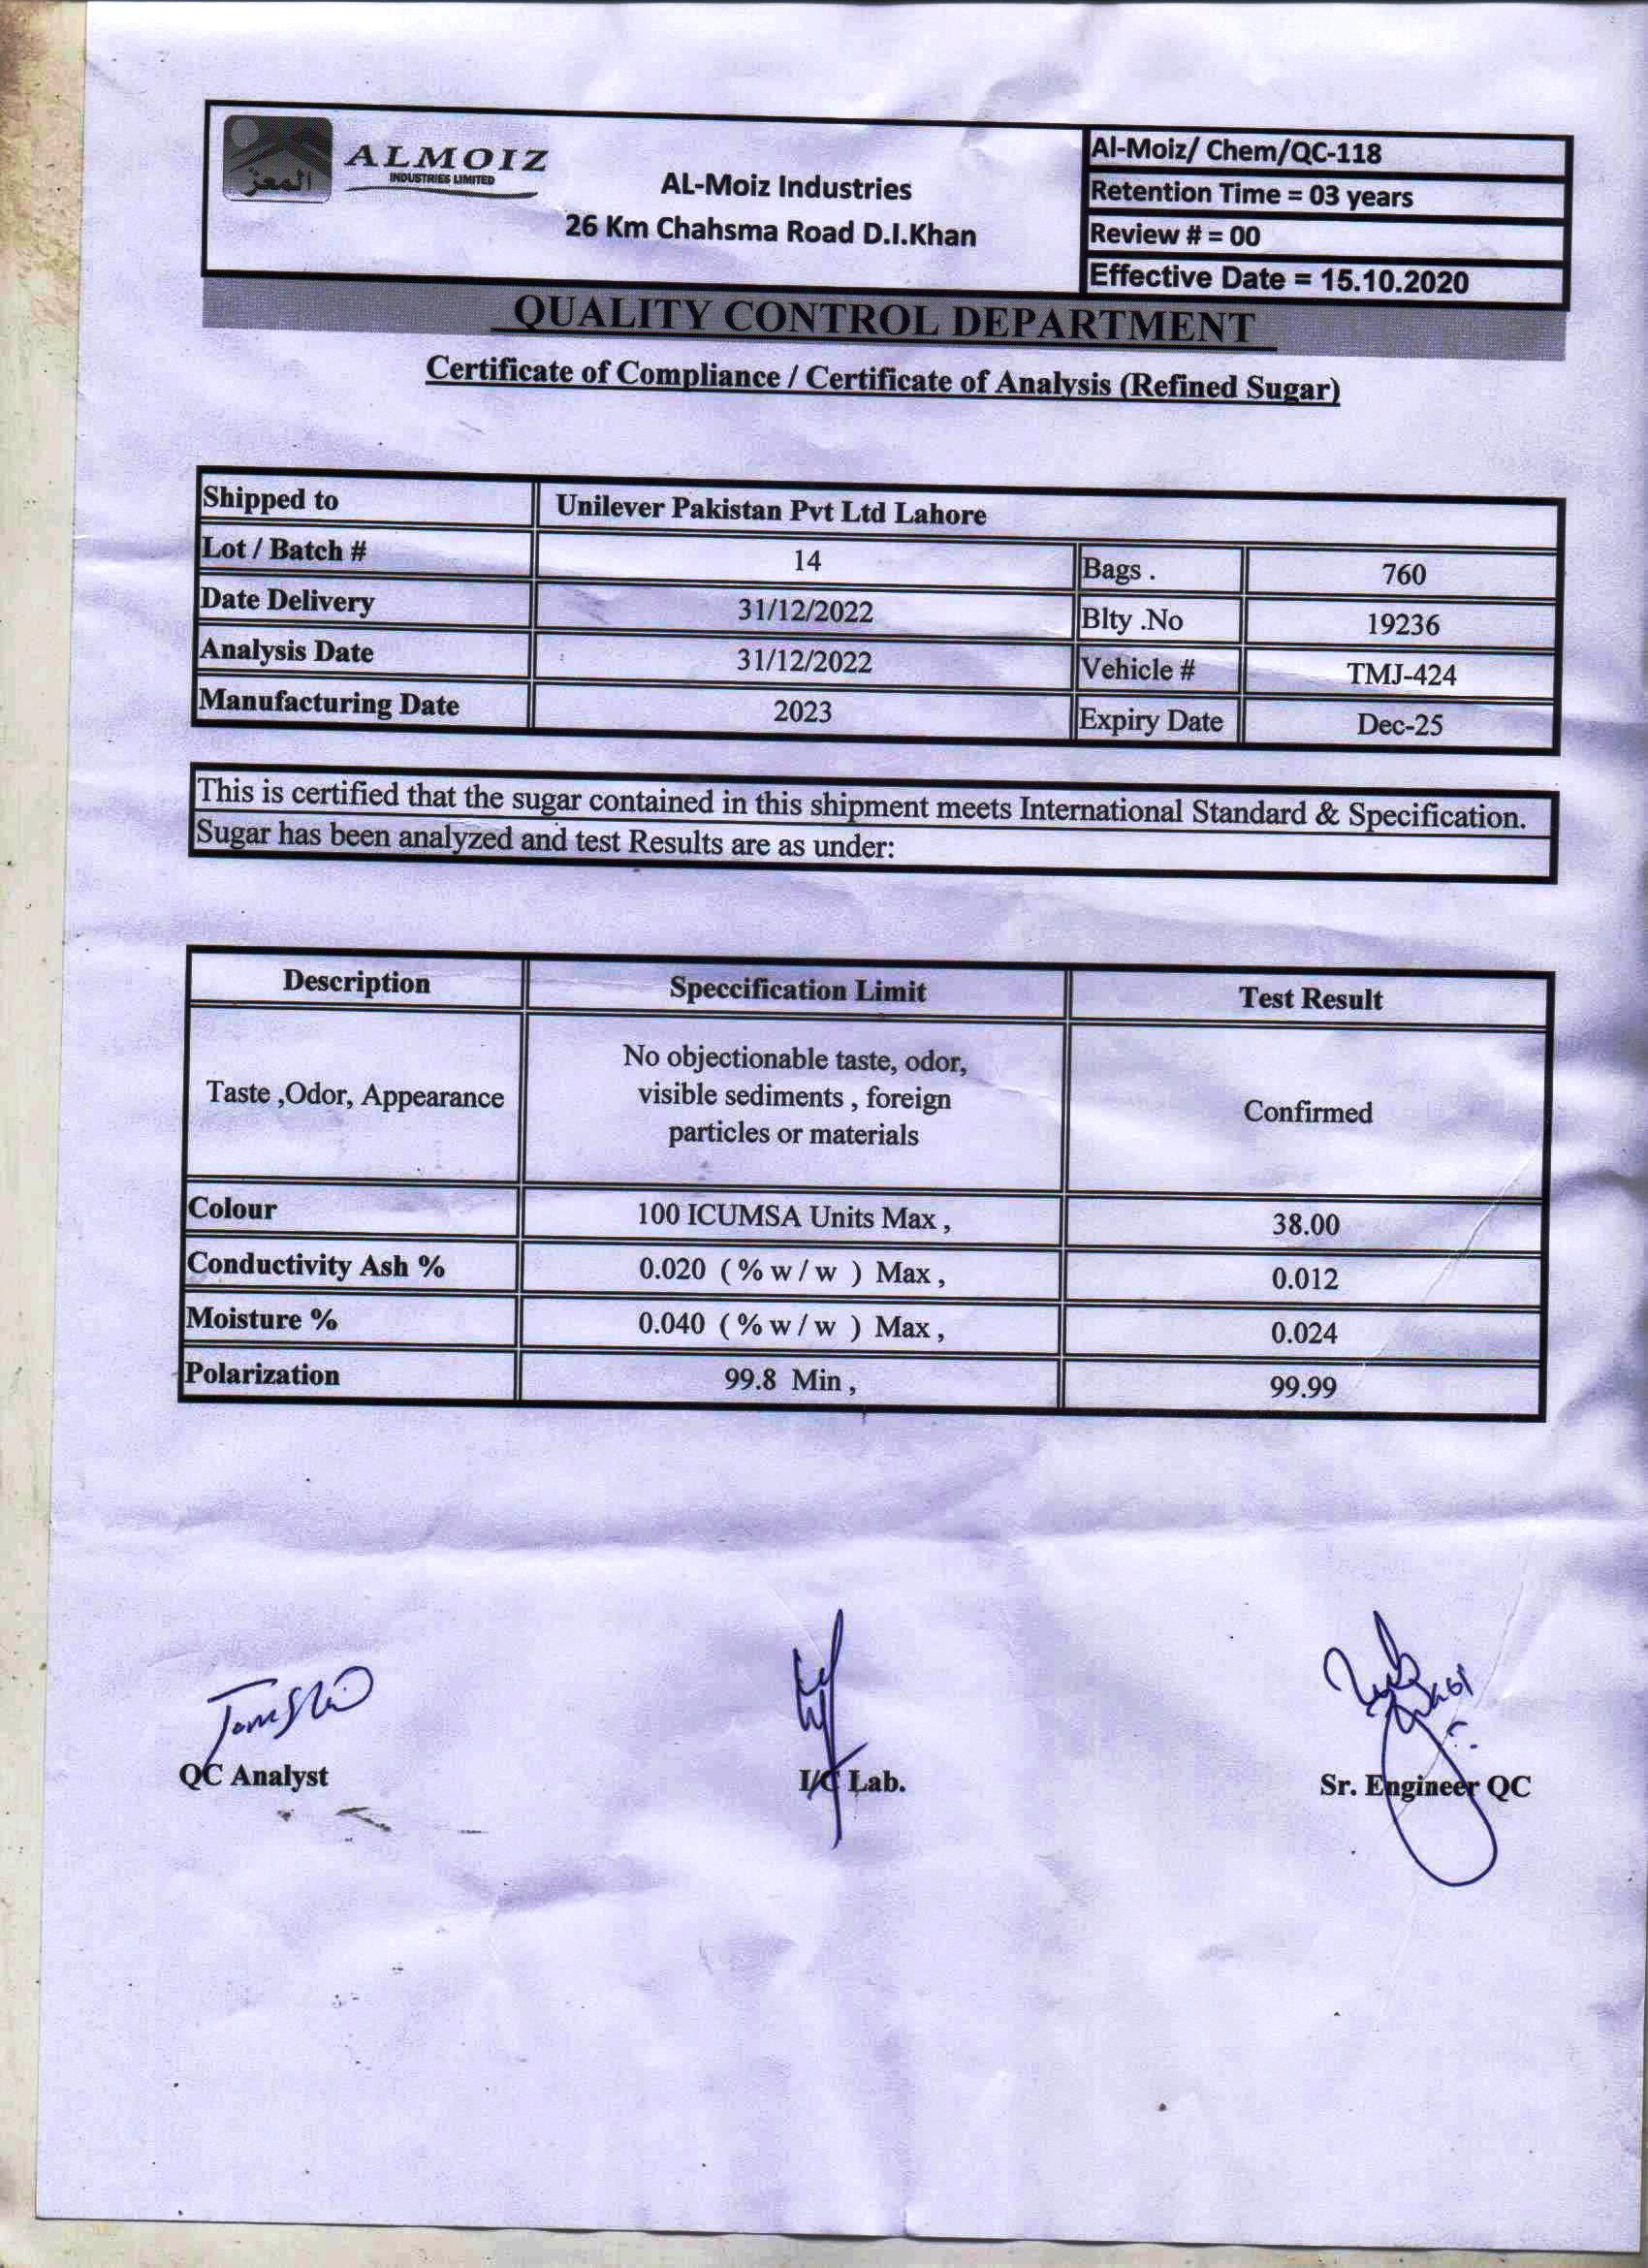 المعز
ALMOIZ
INDUSTRIES LIMITED
AL-Moiz Industries
26 Km Chahsma Road D.I.Khan
Al-Moiz/ Chem/QC-118
Retention Time = 03 years
Review # = 00
Effective Date = 15.10.2020
QUALITY CONTROL DEPARTMENT
Certificate of Compliance / Certificate of Analysis (Refined Sugar)
Shipped to Unilever Pakistan Pvt Ltd Lahore
Lot / Batch # 14 Bags . 760
Date Delivery 31/12/2022 Blty .No 19236
Analysis Date 31/12/2022 Vehicle # TMJ-424
Manufacturing Date 2023 Expiry Date Dec-25
This is certified that the sugar contained in this shipment meets International Standard & Specification.
Sugar has been analyzed and test Results are as under:
Description Speccification Limit Test Result
Taste ,Odor, Appearance
No objectionable taste, odor,
visible sediments , foreign
particles or materials
Confirmed
Colour 100 ICUMSA Units Max , 38.00
Conductivity Ash % 0.020 ( % w / w ) Max , 0.012
Moisture % 0.040 ( % w / w ) Max , 0.024
Polarization 99.8 Min , 99.99
QC Analyst I/C Lab. Sr. Engineer QC